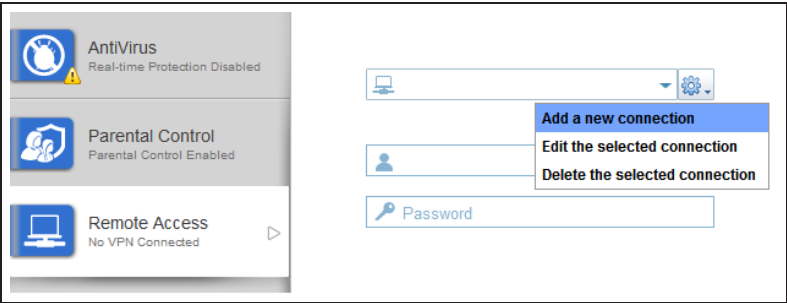 AntiVirus
Real-time Protection Disabled
Parental Control
Parental Control Enabled
Remote Access
No VPN Connected
Add a new connection
Edit the selected connection
Delete the selected connection
Password